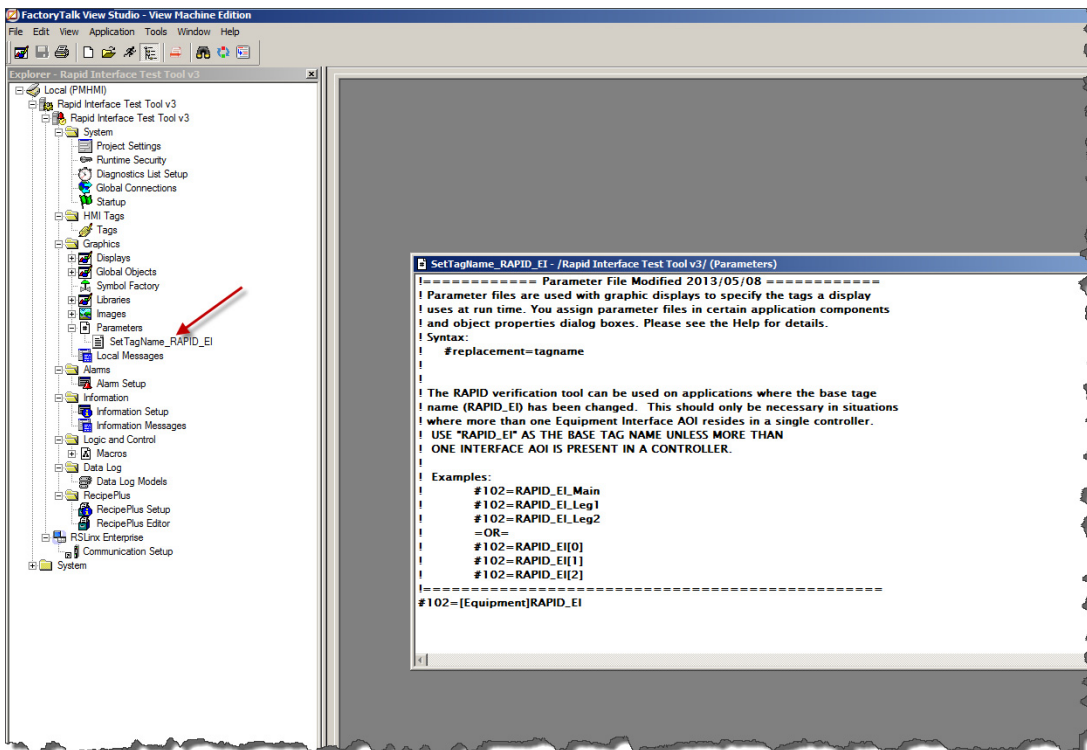 FactoryTalk View Studio - View Machine Edition
File Edit View Application Tools Window Help
Explorer - Rapid Interface Test Tool v3
Local (PMHMI)
Rapid Interface Test Tool v3
Rapid Interface Test Tool v3
System
Project Settings
Runtime Security
Diagnostics List Setup
Global Connections
Startup
HMI Tags
Tags
Graphics
Displays
Global Objects
Symbol Factory
Libraries
Images
Parameters
SetTagName_RAPID_EI
Local Messages
Alarms
Alarm Setup
Information
Information Setup
Information Messages
Logic and Control
Macros
Data Log
Data Log Models
RecipePlus
RecipePlus Setup
RecipePlus Editor
RSLinx Enterprise
Communication Setup
System
SetTagName_RAPID_EI - /Rapid Interface Test Tool v3/ (Parameters)
!============ Parameter File Modified 2013/05/08 ============
! Parameter files are used with graphic displays to specify the tags a display
! uses at run time. You assign parameter files in certain application components
! and object properties dialog boxes. Please see the Help for details.
! Syntax:
! #replacement=tagname
!
!
! The RAPID verification tool can be used on applications where the base tage
! name (RAPID_EI) has been changed. This should only be necessary in situations
! where more than one Equipment Interface AOI resides in a single controller.
! USE "RAPID_EI" AS THE BASE TAG NAME UNLESS MORE THAN
! ONE INTERFACE AOI IS PRESENT IN A CONTROLLER.
!
! Examples:
! #102=RAPID_EI_Main
! #102=RAPID_EI_Leg1
! #102=RAPID_EI_Leg2
! =OR=
! #102=RAPID_EI[0]
! #102=RAPID_EI[1]
! #102=RAPID_EI[2]
!================================================
#102=[Equipment]RAPID_EI